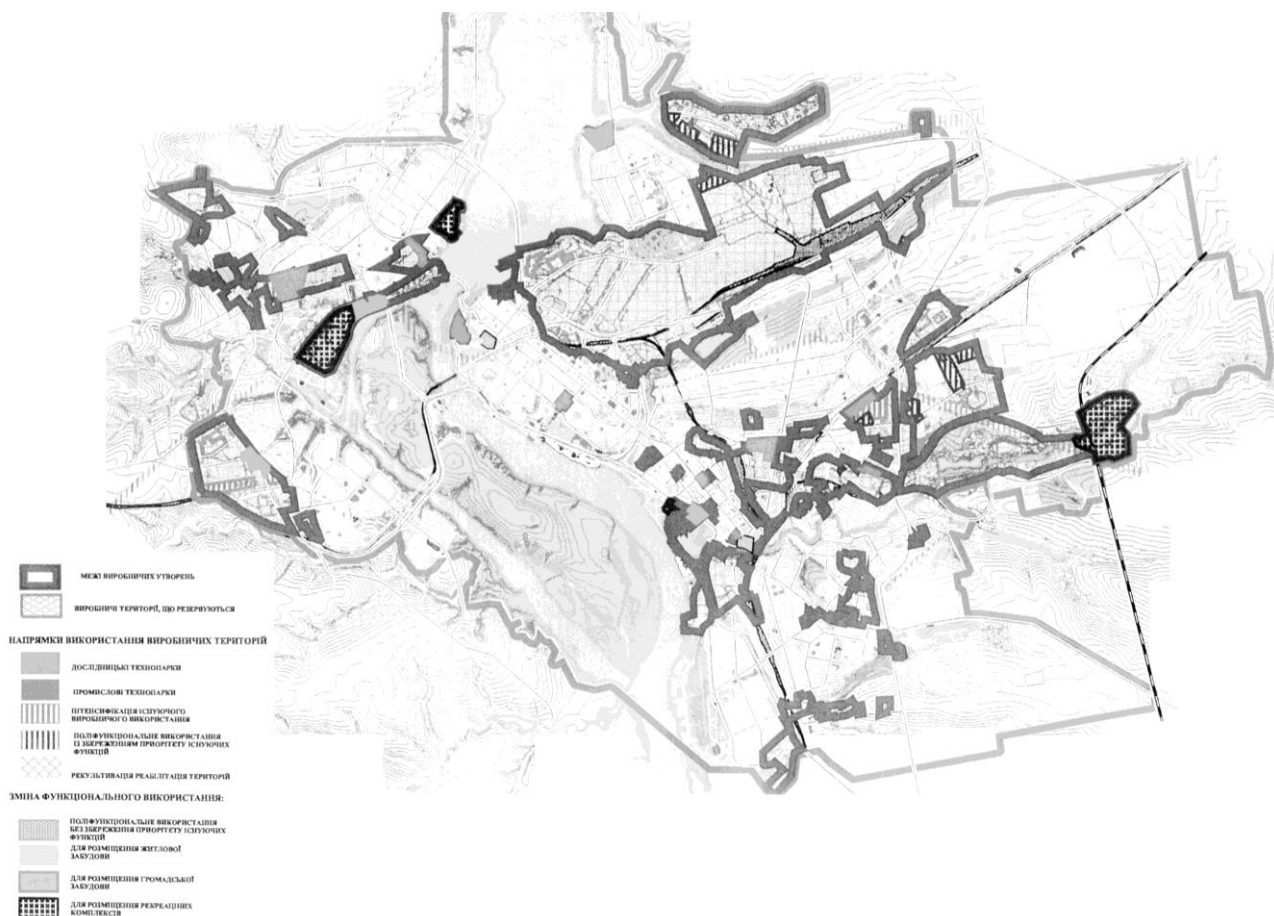 МЕЖІ ВИРОБНИЧИХ УТВОРЕНЬ
ВИРОБНИЧІ ТЕРИТОРІЇ, ЩО РЕЗЕРВУЮТЬСЯ
НАПРЯМКИ ВИКОРИСТАННЯ ВИРОБНИЧИХ ТЕРИТОРІЙ
ДОСЛІДНИЦЬКІ ТЕХНОПАРКИ
ПРОМИСЛОВІ ТЕХНОПАРКИ
ІНТЕНСИФІКАЦІЯ ІСНУЮЧОГО
ВИРОБНИЧОГО ВИКОРИСТАННЯ
ПОЛІФУНКЦІОНАЛЬНЕ ВИКОРИСТАННЯ
ІЗ ЗБЕРЕЖЕННЯМ ПРІОРИТЕТУ ІСНУЮЧИХ
ФУНКЦІЙ
РЕКУЛЬТИВАЦІЯ РЕАБІЛІТАЦІЯ ТЕРИТОРІЙ
ЗМІНА ФУНКЦІОНАЛЬНОГО ВИКОРИСТАННЯ:
ПОЛІФУНКЦІОНАЛЬНЕ ВИКОРИСТАННЯ
БЕЗ ЗБЕРЕЖЕННЯ ПРІОРІТЕТУ ІСНУЮЧИХ
ФУНКЦІЙ
ДЛЯ РОЗМІЩЕННЯ ЖИТЛОВОЇ
ЗАБУДОВИ
ДЛЯ РОЗМІЩЕННЯ ГРОМАДСЬКОЇ
ЗАБУДОВИ
ДЛЯ РОЗМІЩЕННЯ РЕКРЕАЦІНИХ
КОМПЛЕКСІВ